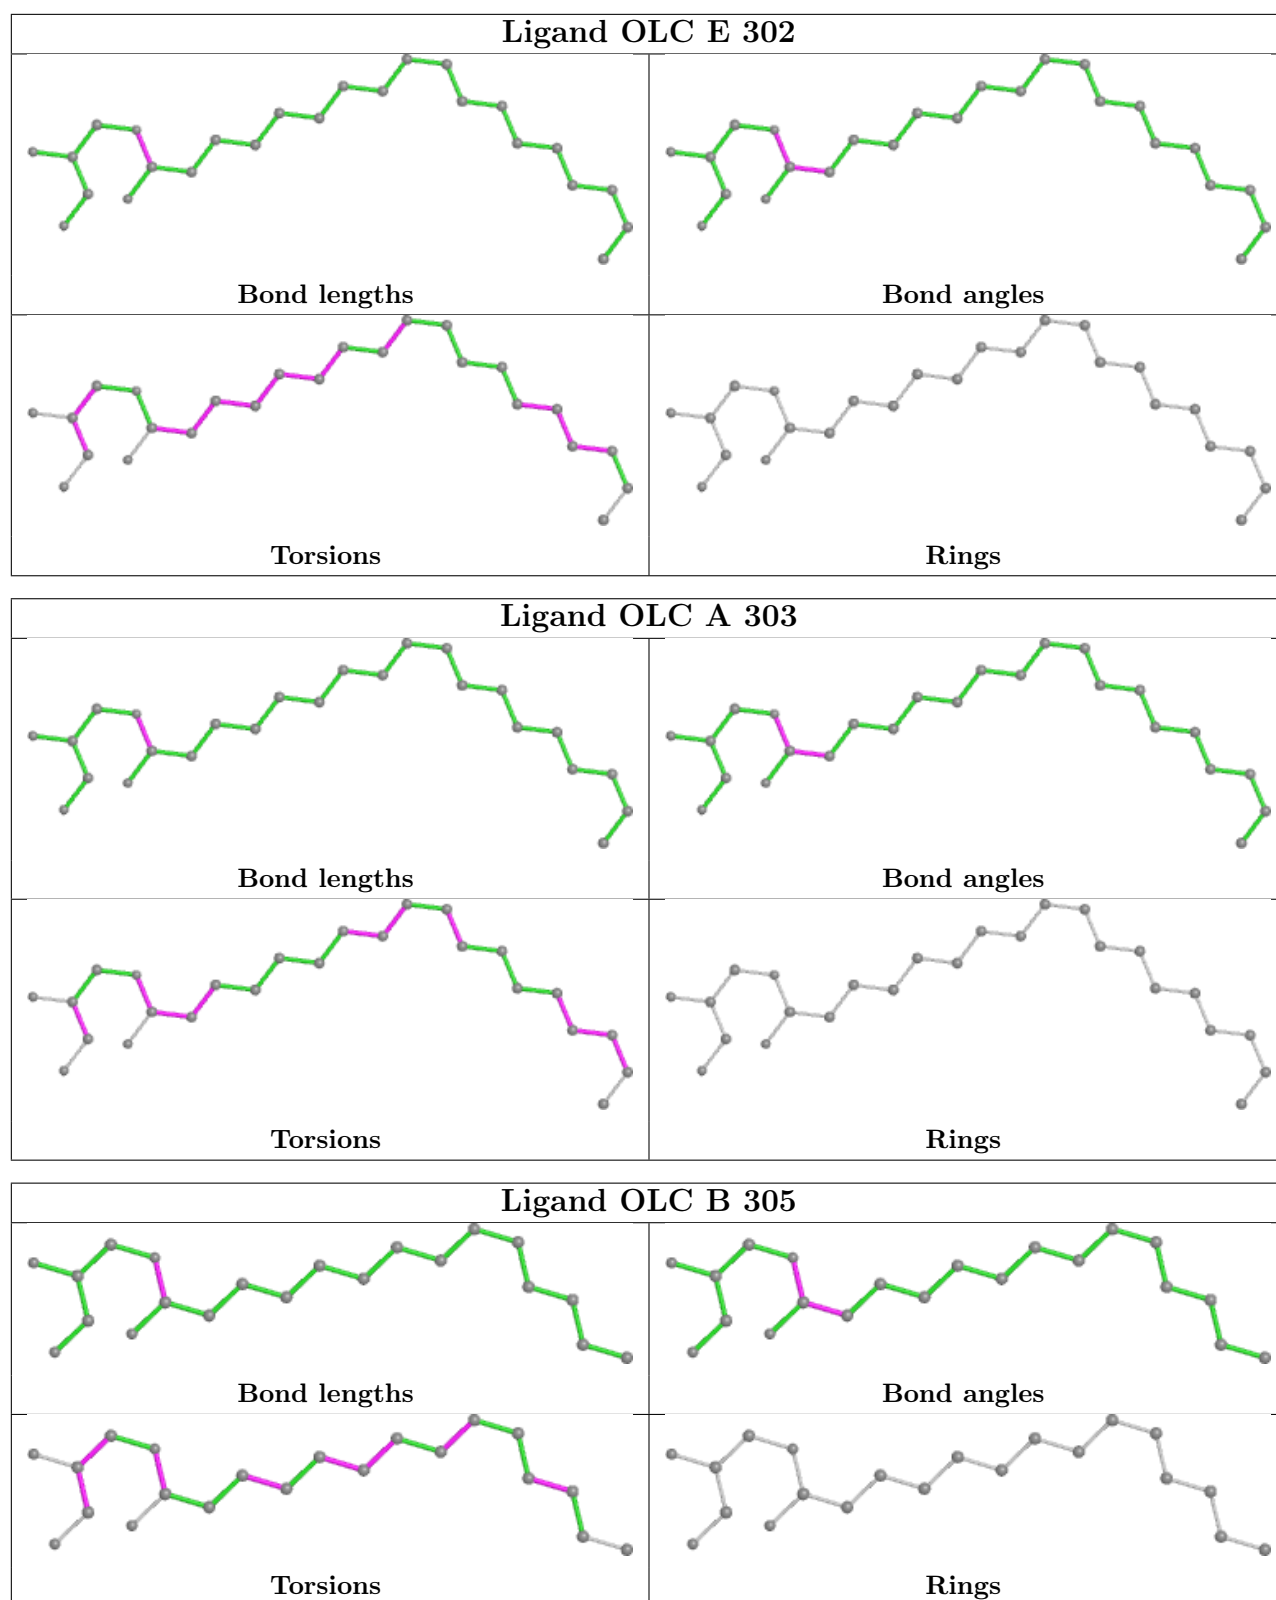 Ligand OLC E 302
Bond lengths
Bond angles
Torsions
Rings
Ligand OLC A 303
Bond lengths
Bond angles
Torsions
Rings
Ligand OLC B 305
Bond lengths
Bond angles
Torsions
Rings